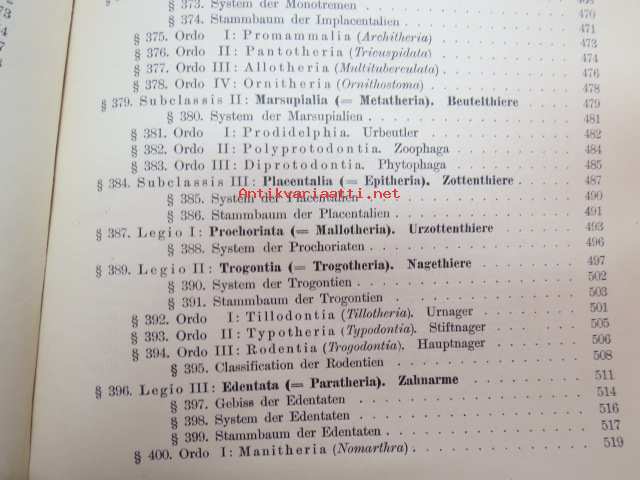 § 373. System der Monotremen 468
§ 374. Stammbaum der Implacentalien 470
§ 375. Ordo I: Promammalia (Architheria) 471
§ 376. Ordo II: Pantotheria (Tricuspidata) 473
§ 377. Ordo III: Allotheria (Multituberculata) 474
§ 378. Ordo IV: Ornitheria (Ornithostoma) 476
478
§ 379. Subclassis II: Marsupialia (= Metatheria). Beutelthiere 479
§ 380. System der Marsupialien 481
§ 381. Ordo I: Prodidelphia. Urbeutler 482
§ 382. Ordo II: Polyprotodontia. Zoophaga 484
§ 383. Ordo III: Diprotodontia. Phytophaga 485
§ 384. Subclassis III: Placentalia (= Epitheria). Zottenthiere 487
Antikvariaatti.net
§ 385. System der Placentalien 490
§ 386. Stammbaum der Placentalien 491
§ 387. Legio I: Prochoriata (= Mallotheria). Urzottenthiere 493
§ 388. System der Prochoriaten 496
§ 389. Legio II: Trogontia (= Trogotheria). Nagethiere 497
§ 390. System der Trogontien 502
§ 391. Stammbaum der Trogontien 503
§ 392. Ordo I: Tillodontia (Tillotheria). Urnager 501
§ 393. Ordo II: Typotheria (Typodontia). Stiftnager 505
§ 394. Ordo III: Rodentia (Trogodontia). Hauptnager 506
§ 395. Classification der Rodentien 508
§ 396. Legio III: Edentata (= Paratheria). Zahnarme 511
§ 397. Gebiss der Edentaten 514
§ 398. System der Edentaten 516
§ 399. Stammbaum der Edentaten 517
§ 400. Ordo I: Manitheria (Nomarthra) 519